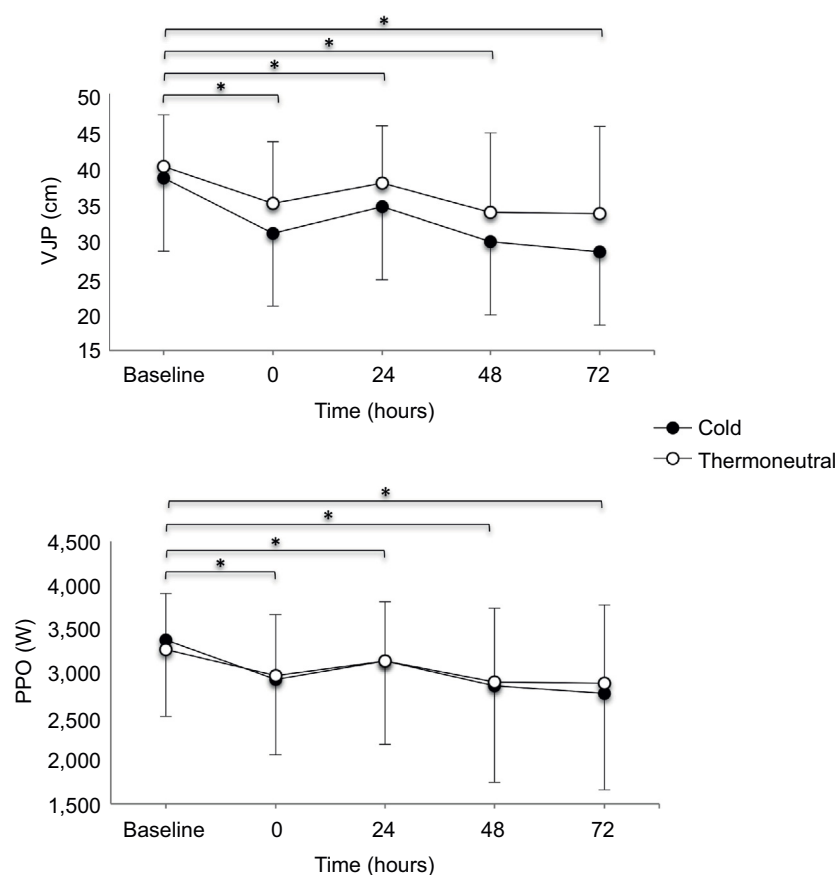 *
*
*
*
50
45
40
35
30
25
20
15
VJP (cm)
Baseline 0 24 48 72
Time (hours)
Cold
Thermoneutral
*
*
*
*
4,500
4,000
3,500
3,000
2,500
2,000
1,500
PPO (W)
Baseline 0 24 48 72
Time (hours)